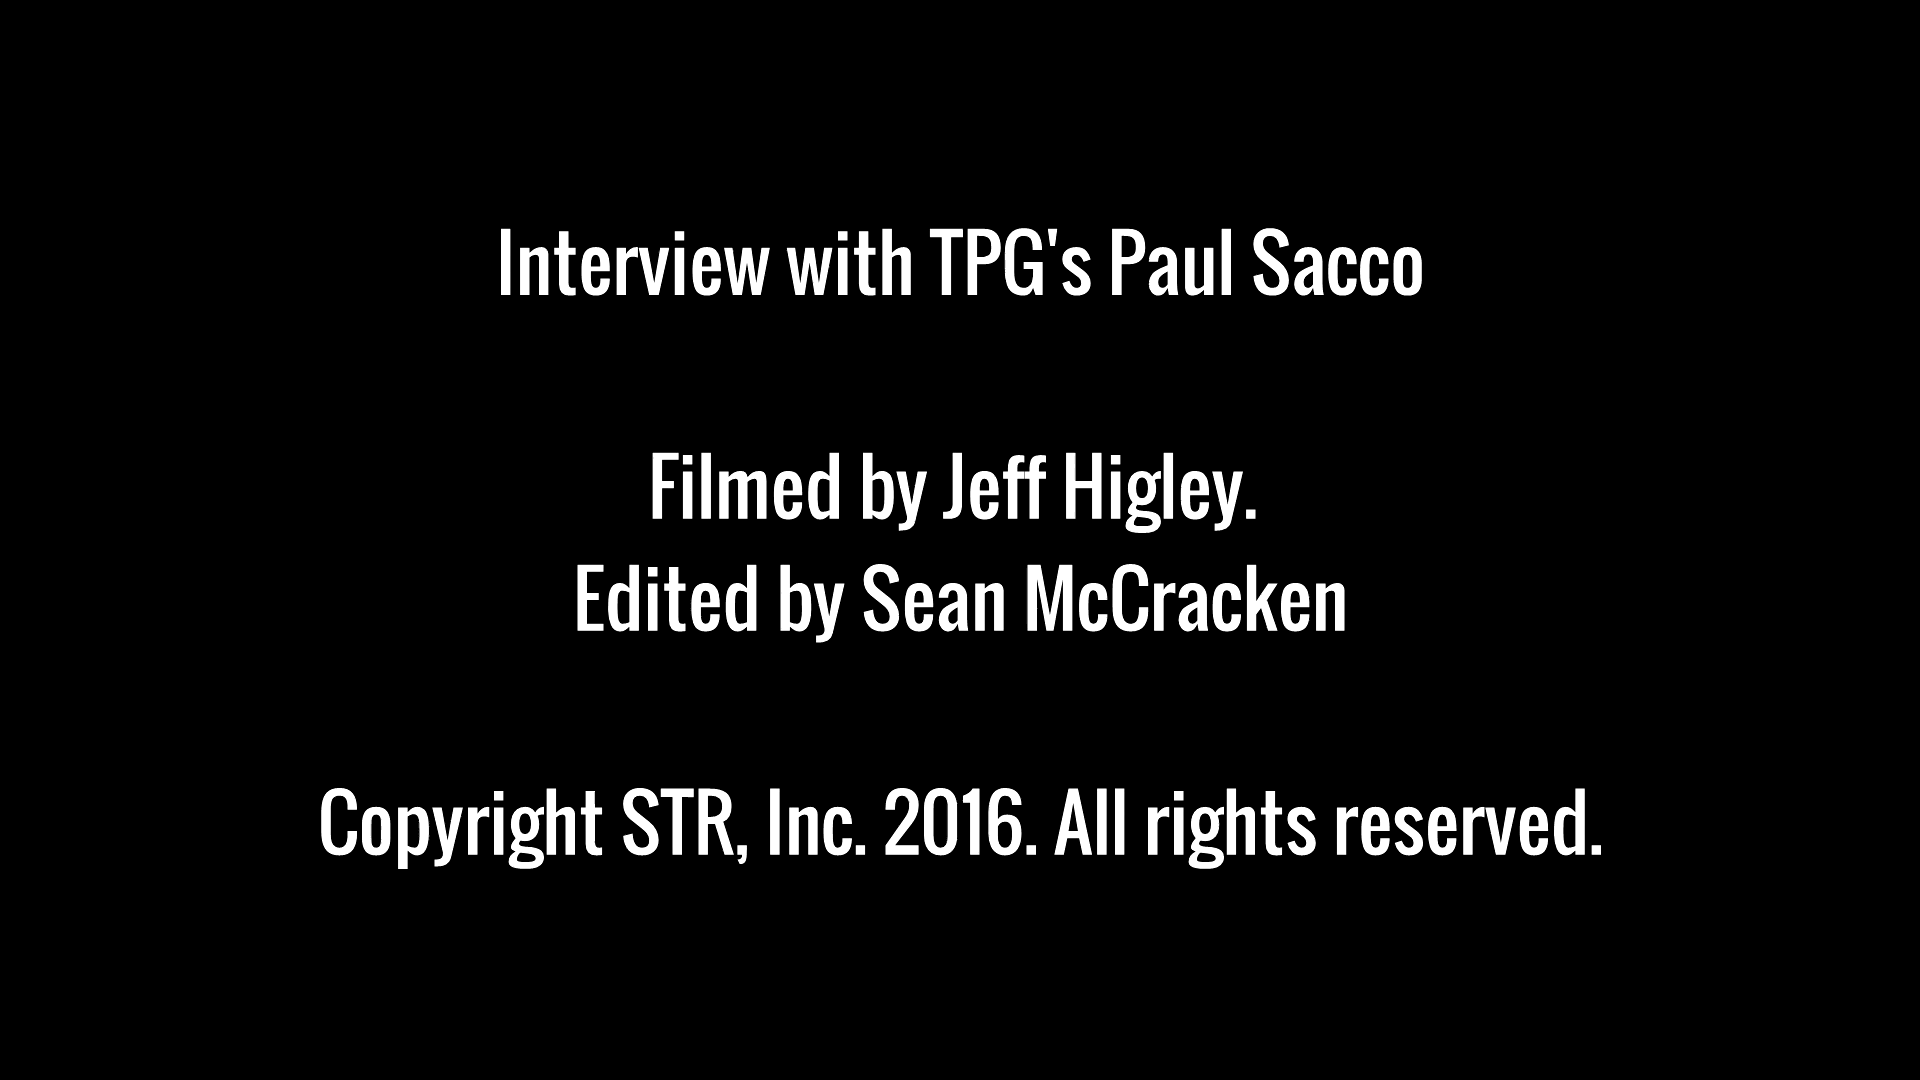 Interview with TPG's Paul Sacco
Filmed by Jeff Higley.
Edited by Sean McCracken
Copyright STR, Inc. 2016. All rights reserved.